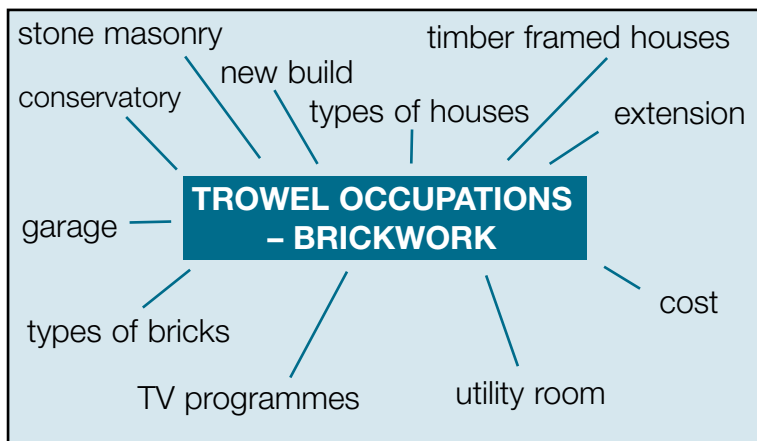 stone masonry
timber framed houses
new build
conservatory
types of houses
extension
TROWEL OCCUPATIONS
– BRICKWORK
garage
cost
types of bricks
TV programmes
utility room